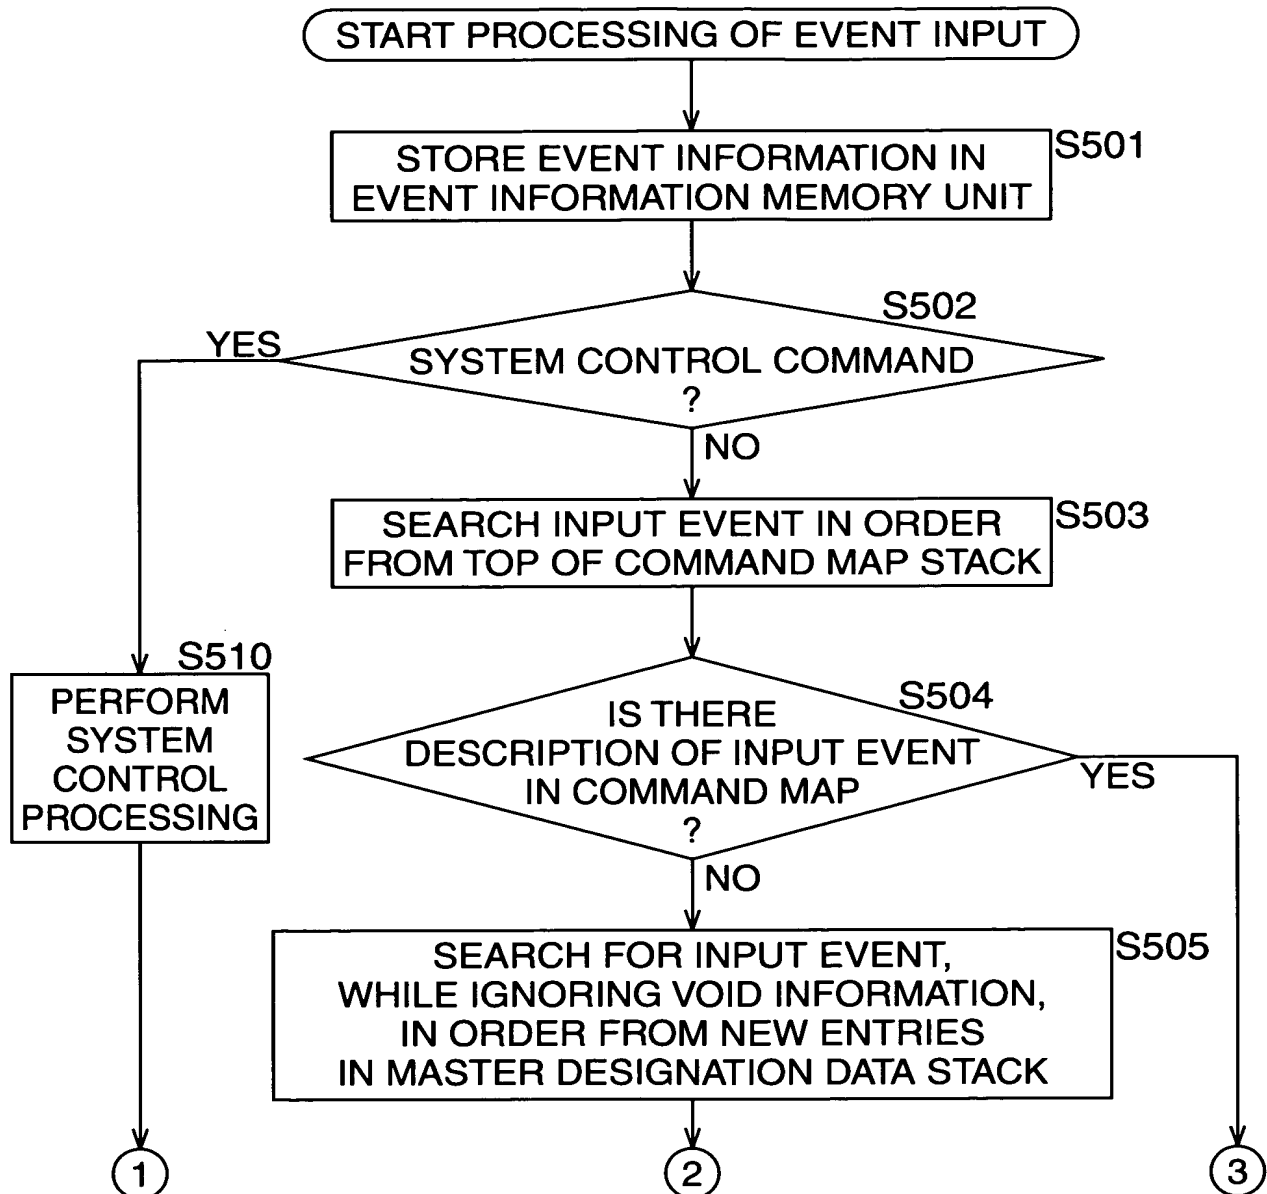 START PROCESSING OF EVENT INPUT
S501
STORE EVENT INFORMATION IN
EVENT INFORMATION MEMORY UNIT
S502
YES
SYSTEM CONTROL COMMAND
?
NO
S503
SEARCH INPUT EVENT IN ORDER
FROM TOP OF COMMAND MAP STACK
S510
PERFORM
SYSTEM
CONTROL
PROCESSING
S504
IS THERE
DESCRIPTION OF INPUT EVENT
IN COMMAND MAP
?
YES
NO
S505
SEARCH FOR INPUT EVENT,
WHILE IGNORING VOID INFORMATION,
IN ORDER FROM NEW ENTRIES
IN MASTER DESIGNATION DATA STACK
1
2
3